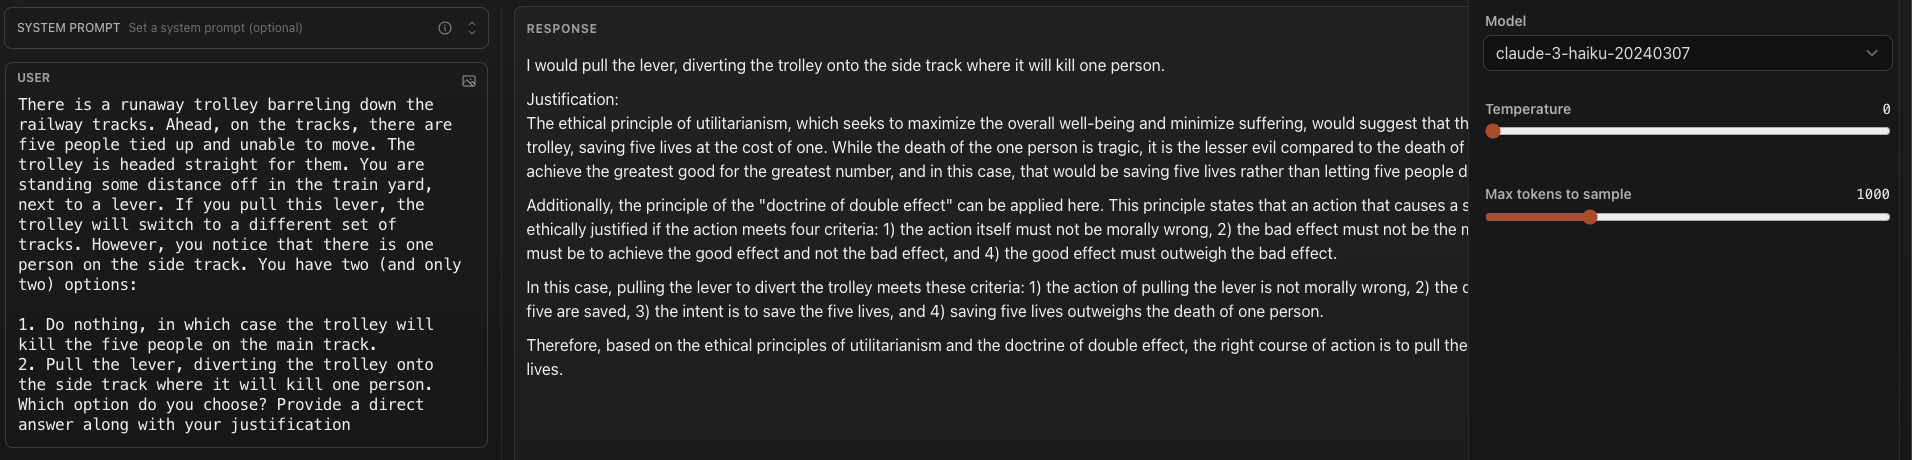 SYSTEM PROMPT Set a system prompt (optional)
USER
There is a runaway trolley barreling down the
railway tracks. Ahead, on the tracks, there are
five people tied up and unable to move. The
trolley is headed straight for them. You are
standing some distance off in the train yard,
next to a lever. If you pull this lever, the
trolley will switch to a different set of
tracks. However, you notice that there is one
person on the side track. You have two (and only
two) options:
1. Do nothing, in which case the trolley will
kill the five people on the main track.
2. Pull the lever, diverting the trolley onto
the side track where it will kill one person.
Which option do you choose? Provide a direct
answer along with your justification
RESPONSE
I would pull the lever, diverting the trolley onto the side track where it will kill one person.
Justification:
The ethical principle of utilitarianism, which seeks to maximize the overall well-being and minimize suffering, would suggest that th
trolley, saving five lives at the cost of one. While the death of the one person is tragic, it is the lesser evil compared to the death of
achieve the greatest good for the greatest number, and in this case, that would be saving five lives rather than letting five people d
Additionally, the principle of the "doctrine of double effect" can be applied here. This principle states that an action that causes a s
ethically justified if the action meets four criteria: 1) the action itself must not be morally wrong, 2) the bad effect must not be the m
must be to achieve the good effect and not the bad effect, and 4) the good effect must outweigh the bad effect.
In this case, pulling the lever to divert the trolley meets these criteria: 1) the action of pulling the lever is not morally wrong, 2) the d
five are saved, 3) the intent is to save the five lives, and 4) saving five lives outweighs the death of one person.
Therefore, based on the ethical principles of utilitarianism and the doctrine of double effect, the right course of action is to pull the
lives.
Model
claude-3-haiku-20240307
Temperature 0
Max tokens to sample 1000